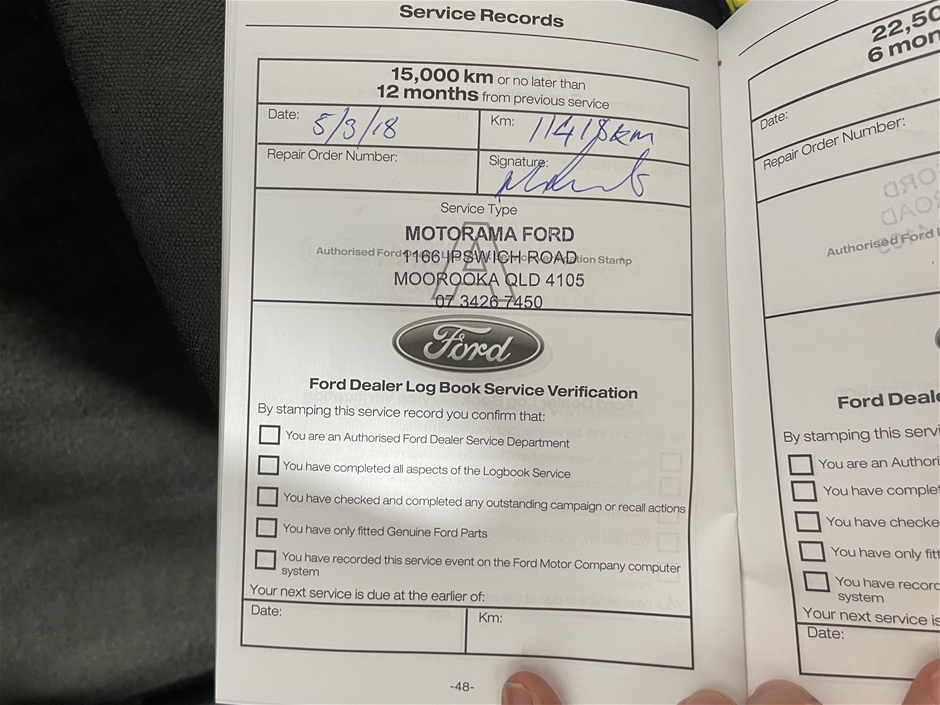 Service Records
15,000 km or no later than
12 months from previous service
Date: 5/3/18
Km: 11418km
Repair Order Number:
Signature:
Service Type
MOTORAMA FORD
Authorised Ford
1166 IPSWICH ROAD
tion Stamp
MOOROOKA QLD 4105
07 3426 7450
Ford
Ford Dealer Log Book Service Verification
By stamping this service record you confirm that:
You are an Authorised Ford Dealer Service Department
You have completed all aspects of the Logbook Service
You have checked and completed any outstanding campaign or recall actions
You have only fitted Genuine Ford Parts
You have recorded this service event on the Ford Motor Company computer
system
Your next service is due at the earlier of:
Date:
Km:
-48-
22,50
6 mon
Date:
Repair Order Number:
Authorised Ford
Ford Deal
By stamping this servi
You are an Authori
You have complet
You have checke
You have only fitt
You have record
system
Your next service is
Date: